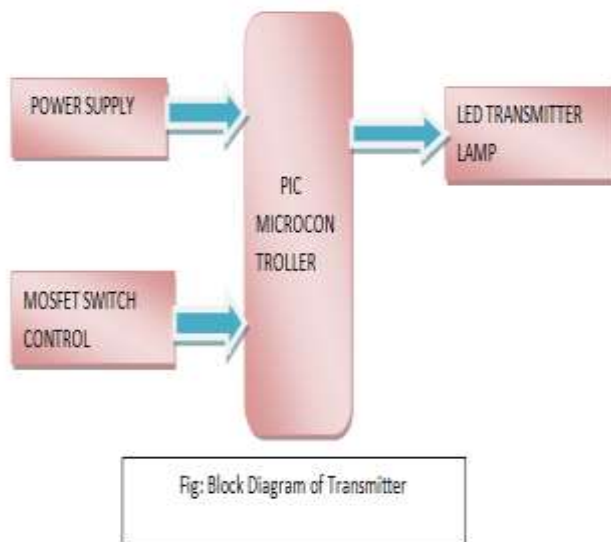 POWER SUPPLY
MOSFET SWITCH
CONTROL
PIC
MICROCON
TROLLER
LED TRANSMITTER
LAMP
Fig: Block Diagram of Transmitter